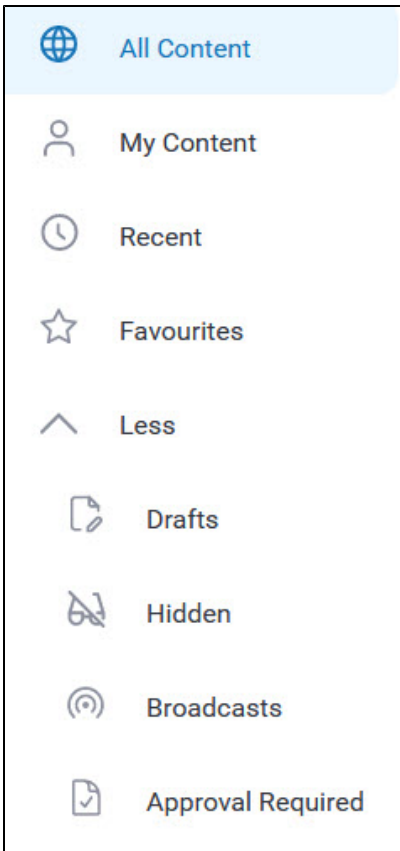 All Content
My Content
Recent
Favourites
Less
Drafts
Hidden
Broadcasts
Approval Required